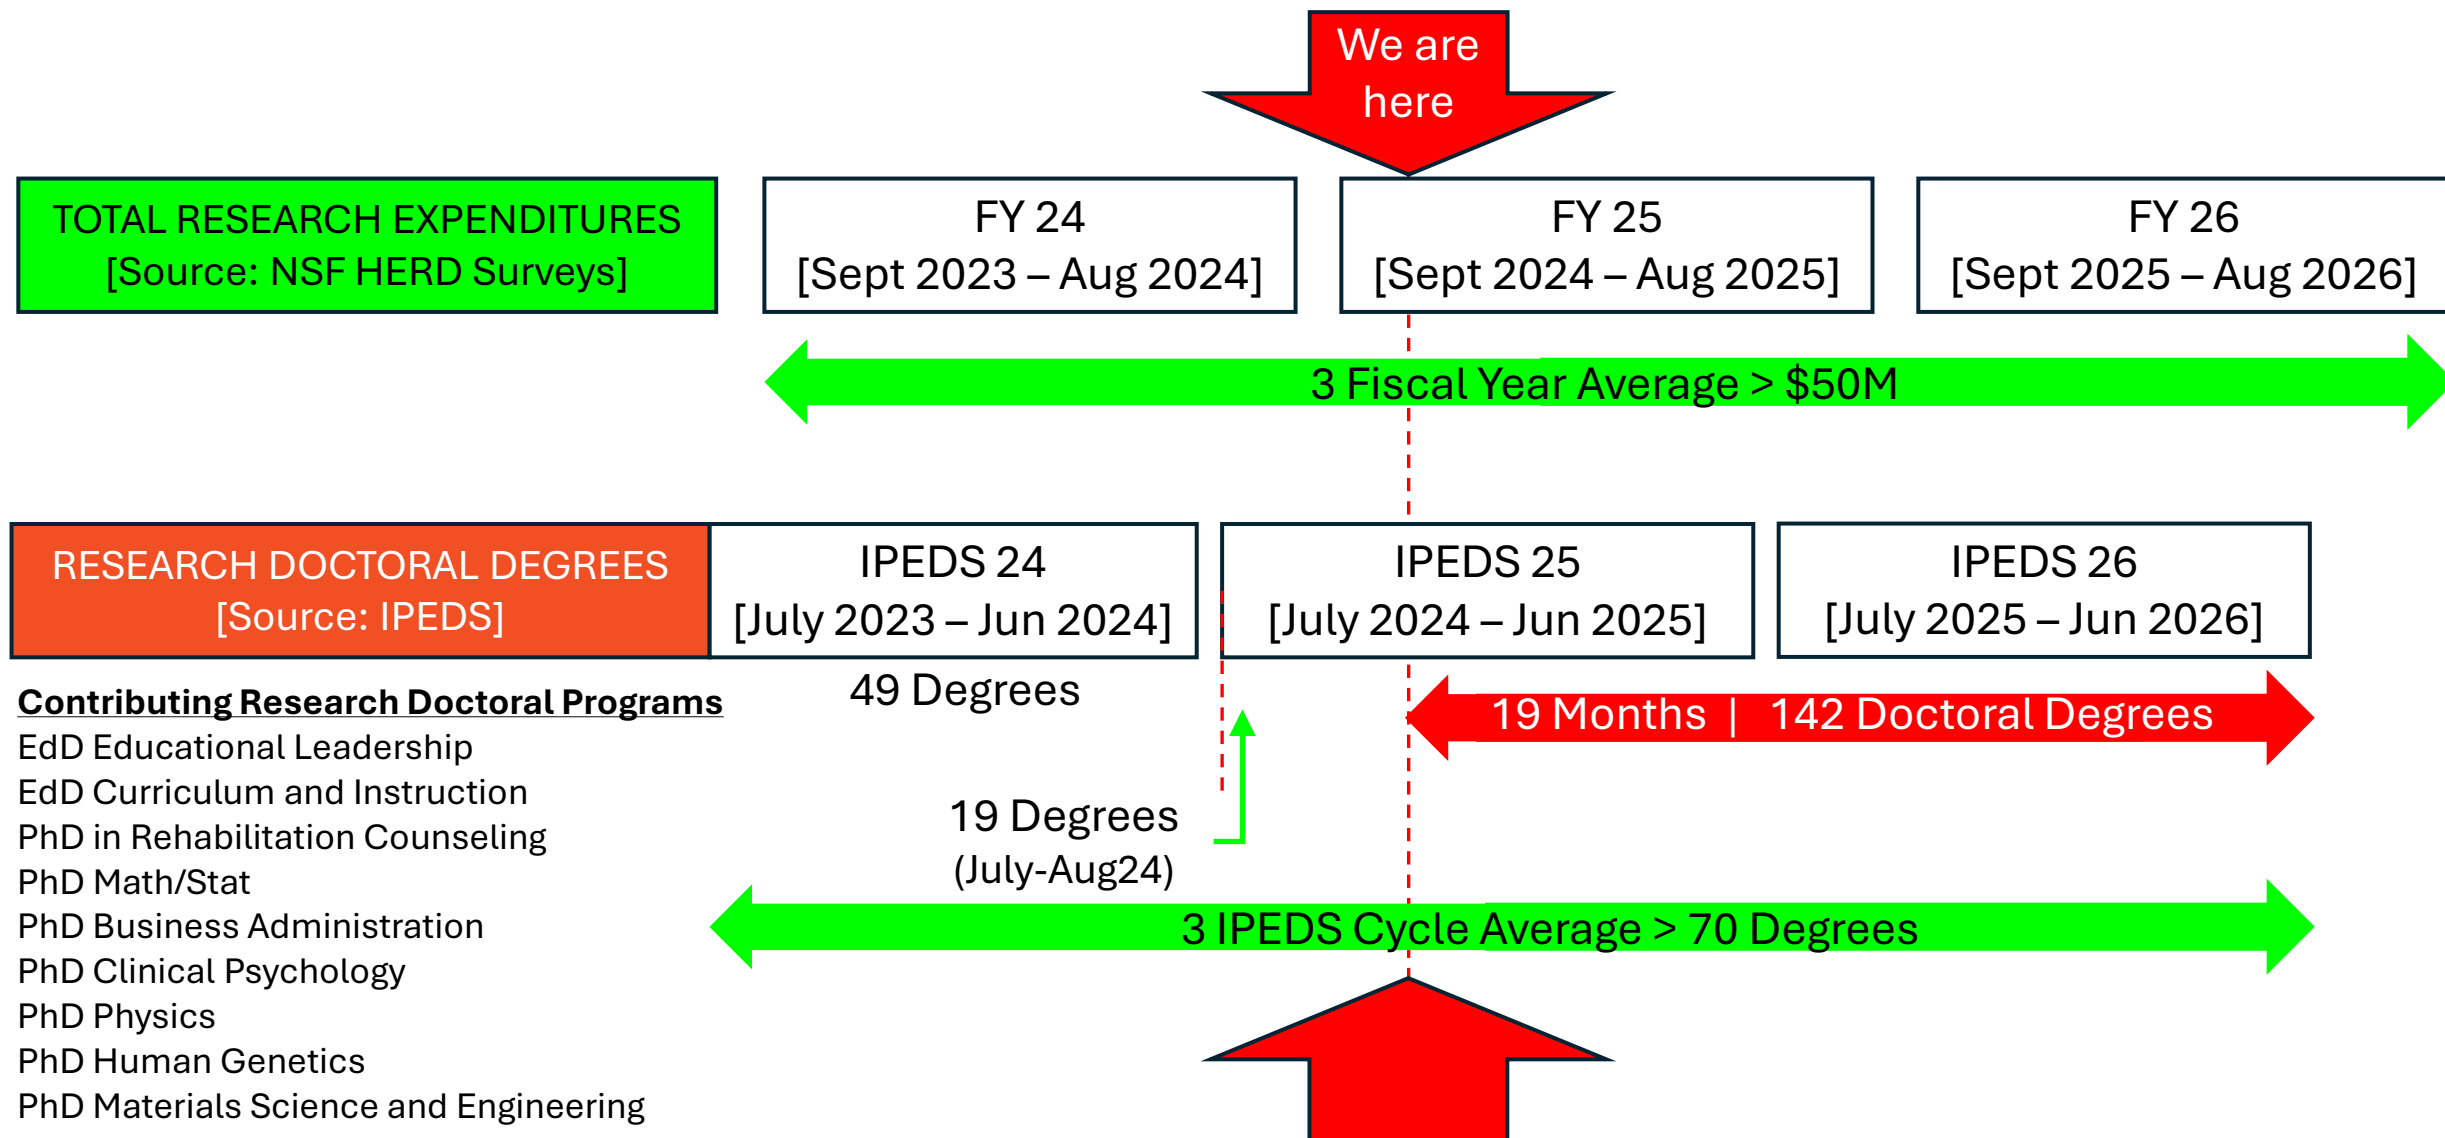 We are
here
TOTAL RESEARCH EXPENDITURES
[Source: NSF HERD Surveys]
FY 24
[Sept 2023 – Aug 2024]
FY 25
[Sept 2024 – Aug 2025]
FY 26
[Sept 2025 – Aug 2026]
3 Fiscal Year Average > $50M
RESEARCH DOCTORAL DEGREES
[Source: IPEDS]
IPEDS 24
[July 2023 – Jun 2024]
IPEDS 25
[July 2024 – Jun 2025]
IPEDS 26
[July 2025 – Jun 2026]
49 Degrees
19 Months | 142 Doctoral Degrees
19 Degrees
(July-Aug24)
3 IPEDS Cycle Average > 70 Degrees
Contributing Research Doctoral Programs
EdD Educational Leadership
EdD Curriculum and Instruction
PhD in Rehabilitation Counseling
PhD Math/Stat
PhD Business Administration
PhD Clinical Psychology
PhD Physics
PhD Human Genetics
PhD Materials Science and Engineering